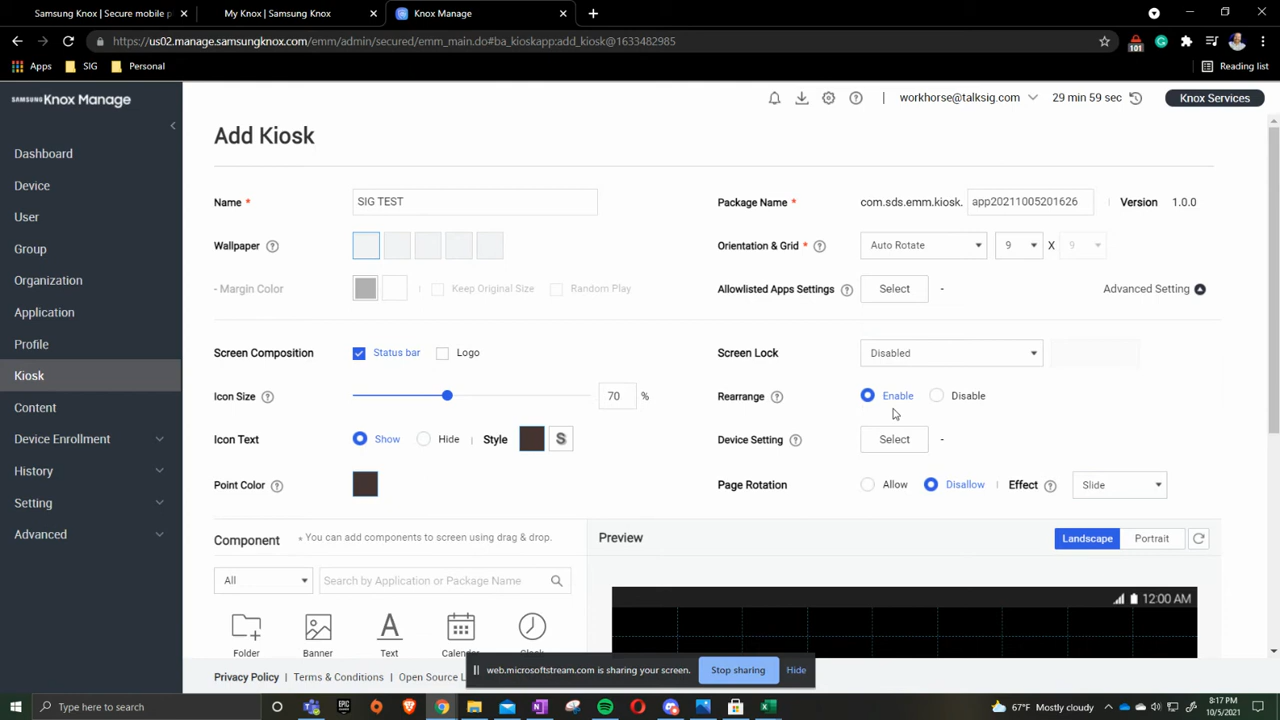 Samsung Knox | Secure mobile p
My Knox | Samsung Knox
Knox Manage
https://us02.manage.samsungknox.com/emm/admin/secured/emm_main.do#ba_kioskapp:add_kiosk@1633482985
101
Apps
SIG
Personal
Reading list
SAMSUNG Knox Manage
workhorse@talksig.com
29 min 59 sec
Knox Services
Dashboard
Device
User
Group
Organization
Application
Profile
Kiosk
Content
Device Enrollment
History
Setting
Advanced
Add Kiosk
Name *
SIG TEST
Package Name *
com.sds.emm.kiosk.
app20211005201626
Version
1.0.0
Wallpaper
Orientation & Grid *
Auto Rotate
9
X
9
- Margin Color
Keep Original Size
Random Play
Allowlisted Apps Settings
Select
-
Advanced Setting
Screen Composition
Status bar
Logo
Screen Lock
Disabled
Icon Size
70
%
Rearrange
Enable
Disable
Icon Text
Show
Hide
Style
S
Device Setting
Select
-
Point Color
Page Rotation
Allow
Disallow
Effect
Slide
Component
* You can add components to screen using drag & drop.
Preview
Landscape
Portrait
All
Search by Application or Package Name
12:00 AM
Folder
Banner
Text
Calendar
Clock
web.microsoftstream.com is sharing your screen.
Stop sharing
Hide
Privacy Policy
Terms & Conditions
Open Source L
Type here to search
67°F Mostly cloudy
8:17 PM
10/5/2021